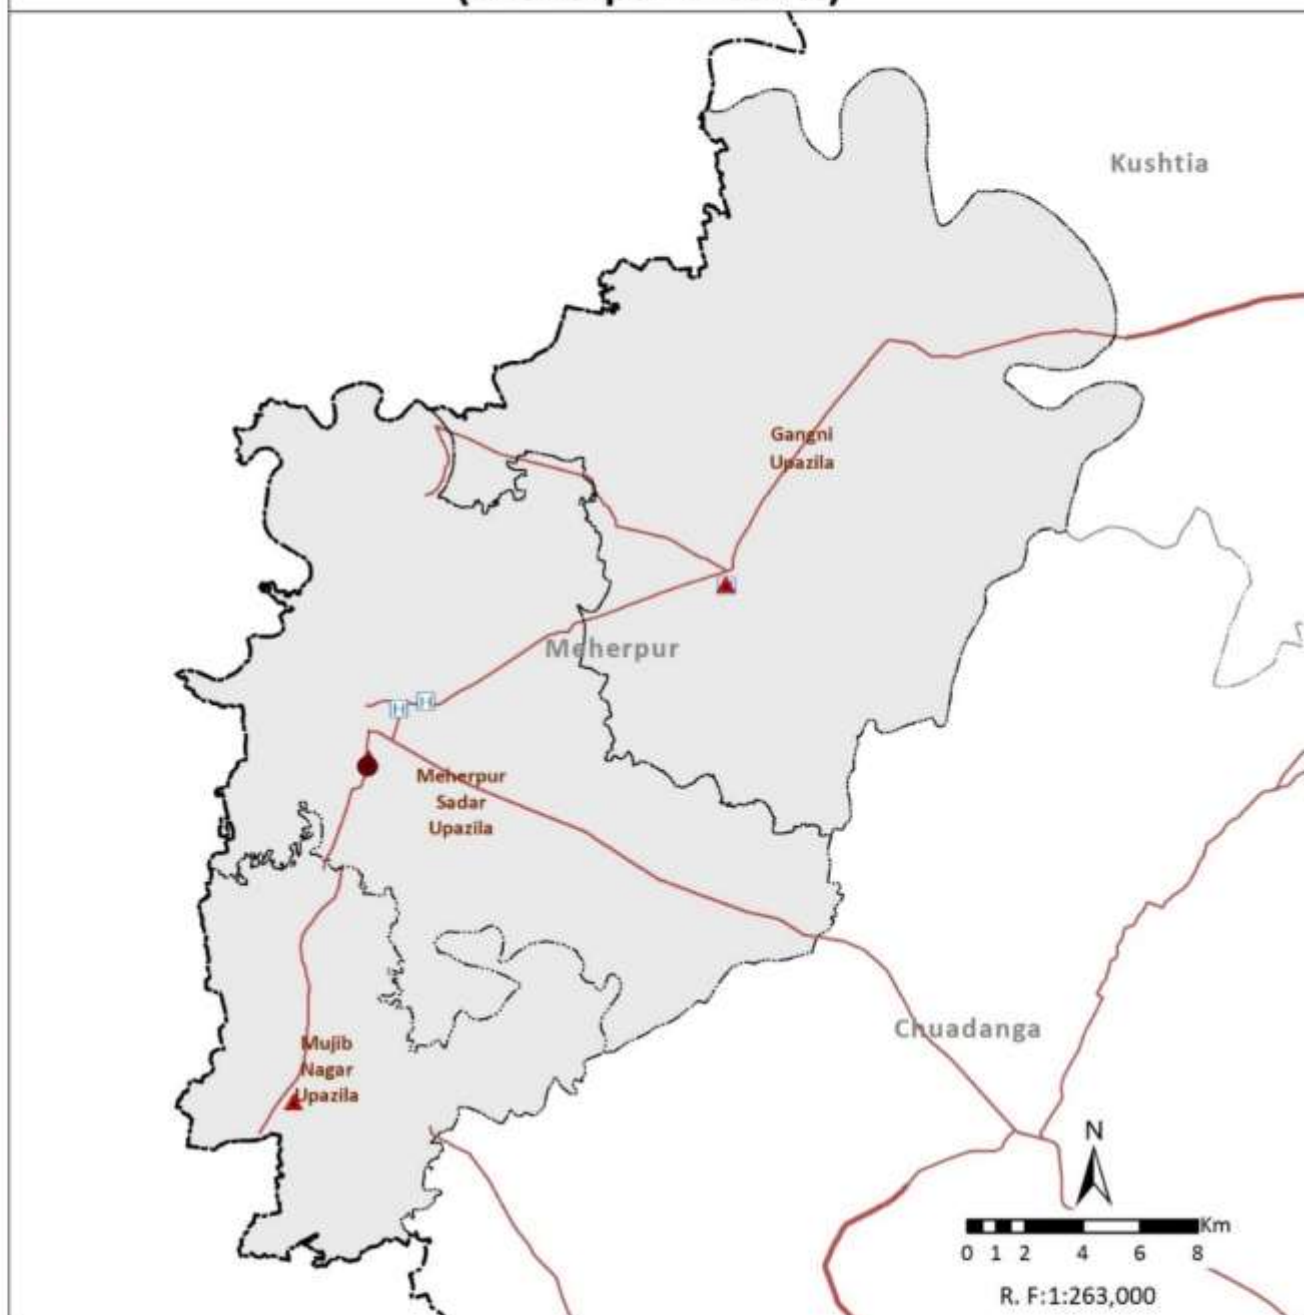 Kushtia
Gangni
Upazila
Meherpur
H
H
Meherpur
Sadar
Upazila
Chuadanga
Mujib
Nagar
Upazila
N
Km
0 1 2 4 6 8
R. F:1:263,000